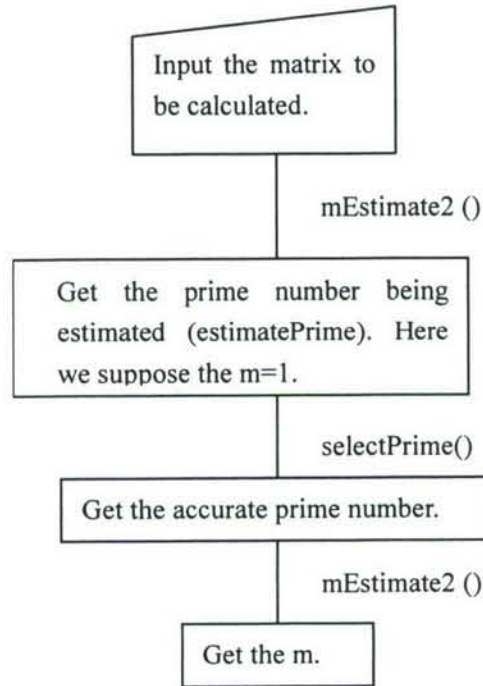 Input the matrix to
be calculated.
mEstimate2 ()
Get the prime number being
estimated (estimatePrime). Here
we suppose the m=1.
selectPrime()
Get the accurate prime number.
mEstimate2 ()
Get the m.